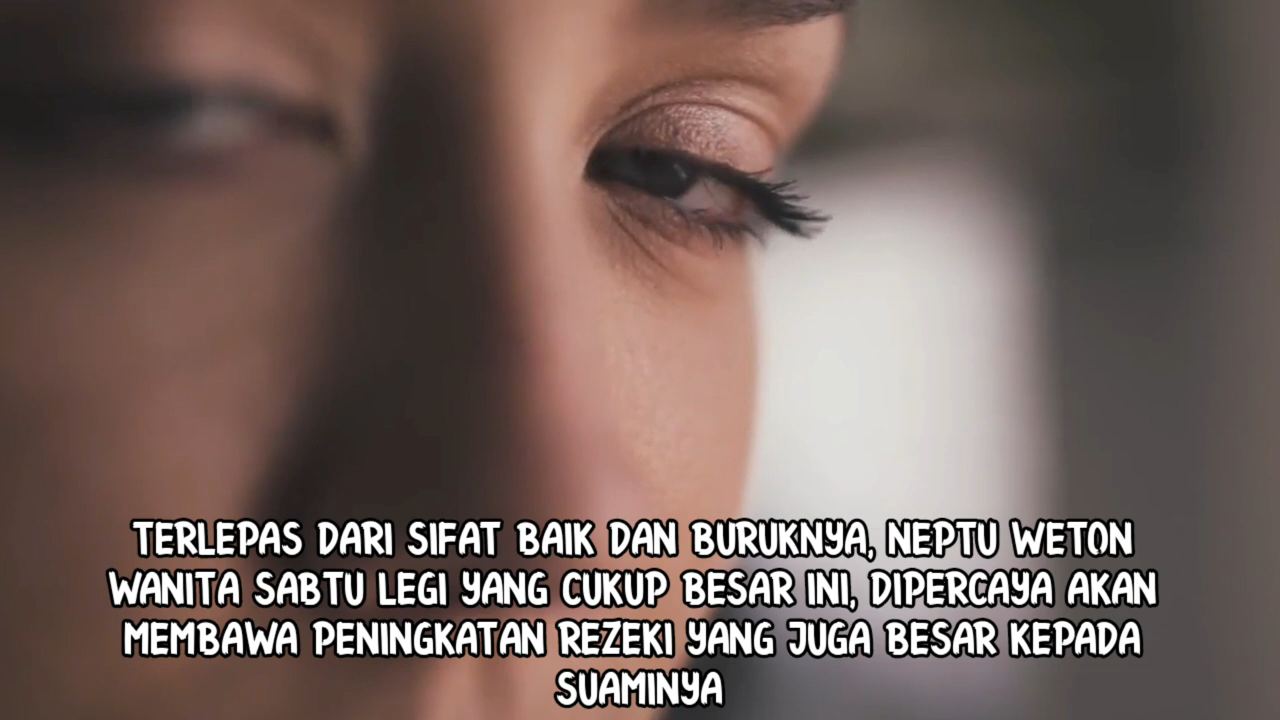 TERLEPAS DARI SIFAT BAIK DAN BURUKNYA, NEPTU WETON
WANITA SABTU LEGI YANG CUKUP BESAR INI, DIPERCAYA AKAN
MEMBAWA PENINGKATAN REZEKI YANG JUGA BESAR KEPADA
SUAMINYA